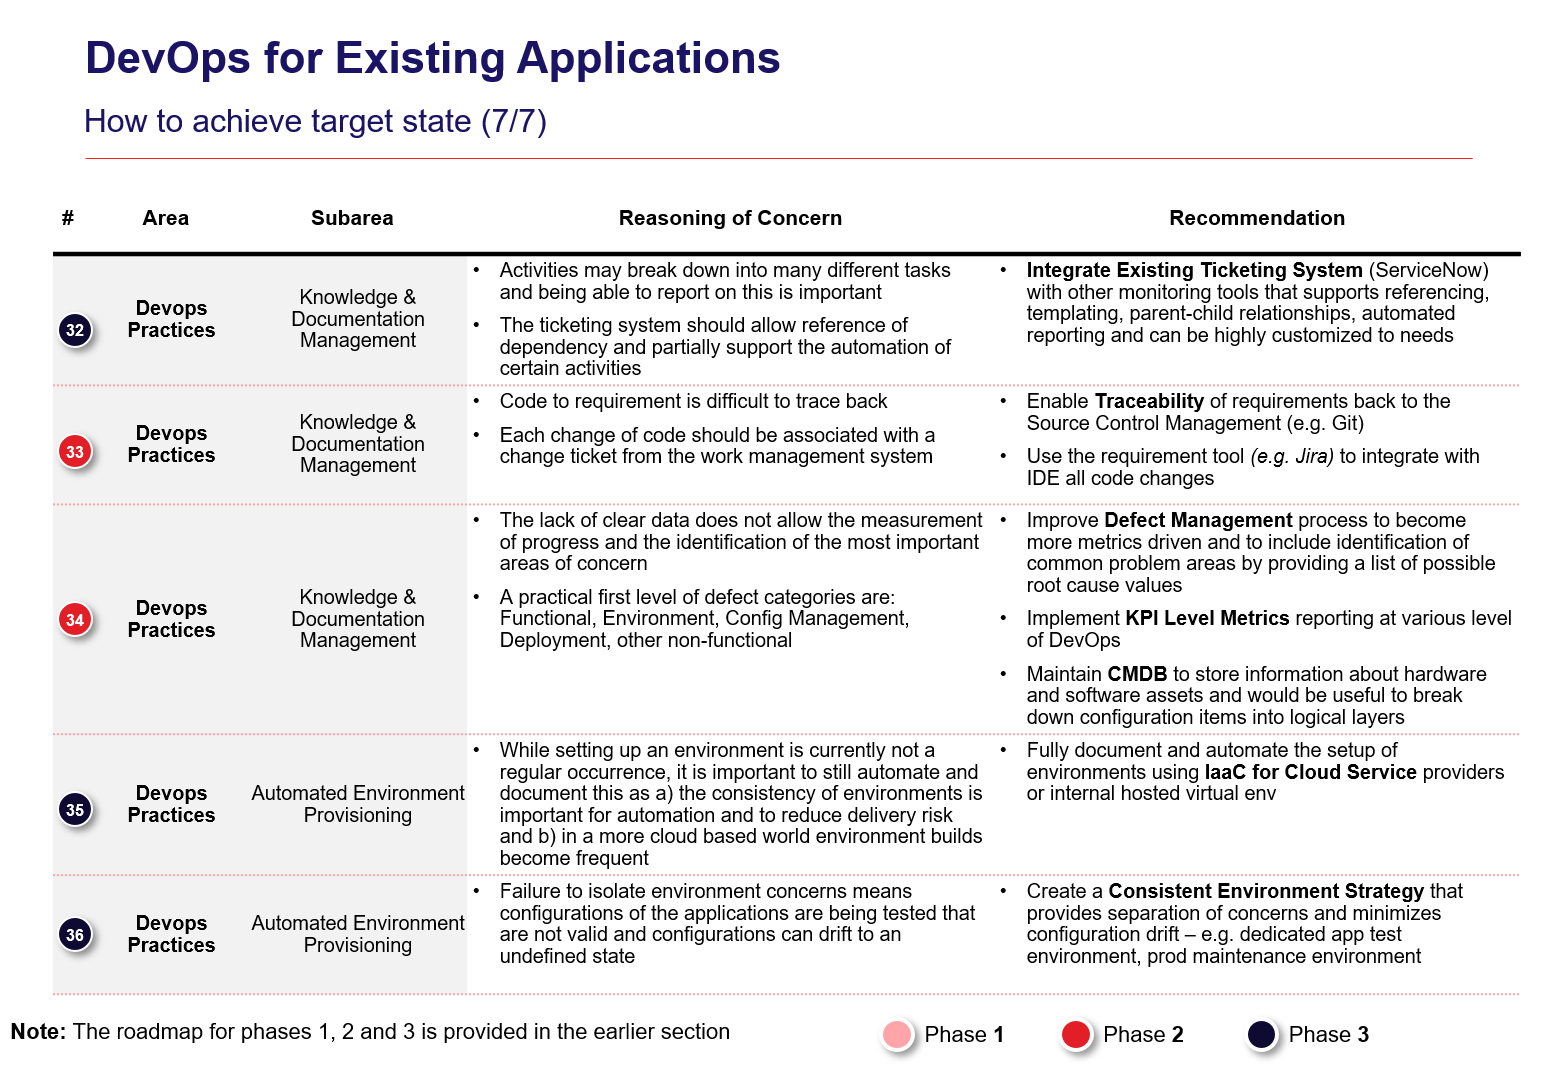 DevOps for Existing Applications
How to achieve target state (7/7)
# Area Subarea Reasoning of Concern Recommendation
32
Devops
Practices
Knowledge &
Documentation
Management
• Activities may break down into many different tasks
and being able to report on this is important
• The ticketing system should allow reference of
dependency and partially support the automation of
certain activities
• Integrate Existing Ticketing System (ServiceNow)
with other monitoring tools that supports referencing,
templating, parent-child relationships, automated
reporting and can be highly customized to needs
33
Devops
Practices
Knowledge &
Documentation
Management
• Code to requirement is difficult to trace back
• Each change of code should be associated with a
change ticket from the work management system
• Enable Traceability of requirements back to the
Source Control Management (e.g. Git)
• Use the requirement tool (e.g. Jira) to integrate with
IDE all code changes
34
Devops
Practices
Knowledge &
Documentation
Management
• The lack of clear data does not allow the measurement
of progress and the identification of the most important
areas of concern
• A practical first level of defect categories are:
Functional, Environment, Config Management,
Deployment, other non-functional
• Improve Defect Management process to become
more metrics driven and to include identification of
common problem areas by providing a list of possible
root cause values
• Implement KPI Level Metrics reporting at various level
of DevOps
• Maintain CMDB to store information about hardware
and software assets and would be useful to break
down configuration items into logical layers
35
Devops
Practices
Automated Environment
Provisioning
• While setting up an environment is currently not a
regular occurrence, it is important to still automate and
document this as a) the consistency of environments is
important for automation and to reduce delivery risk
and b) in a more cloud based world environment builds
become frequent
• Fully document and automate the setup of
environments using IaaC for Cloud Service providers
or internal hosted virtual env
36
Devops
Practices
Automated Environment
Provisioning
• Failure to isolate environment concerns means
configurations of the applications are being tested that
are not valid and configurations can drift to an
undefined state
• Create a Consistent Environment Strategy that
provides separation of concerns and minimizes
configuration drift – e.g. dedicated app test
environment, prod maintenance environment
Note: The roadmap for phases 1, 2 and 3 is provided in the earlier section
Phase 1
Phase 2
Phase 3